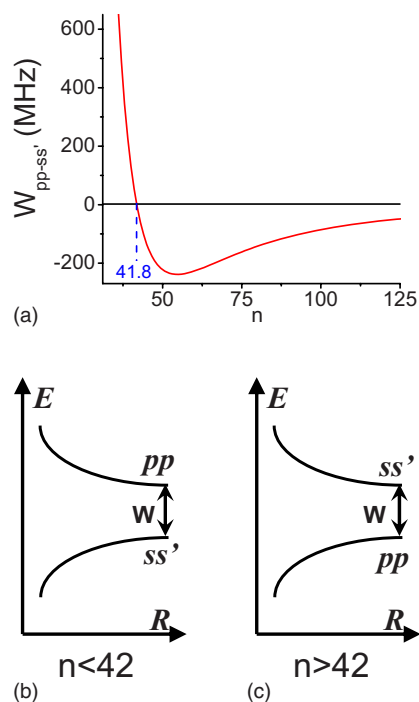 600
400
200
0
-200
W_pp-ss' (MHz)
41.8
50 75 100 125
n
(a)
E
pp
W
ss'
R
n<42
(b)
E
ss'
W
pp
R
n>42
(c)